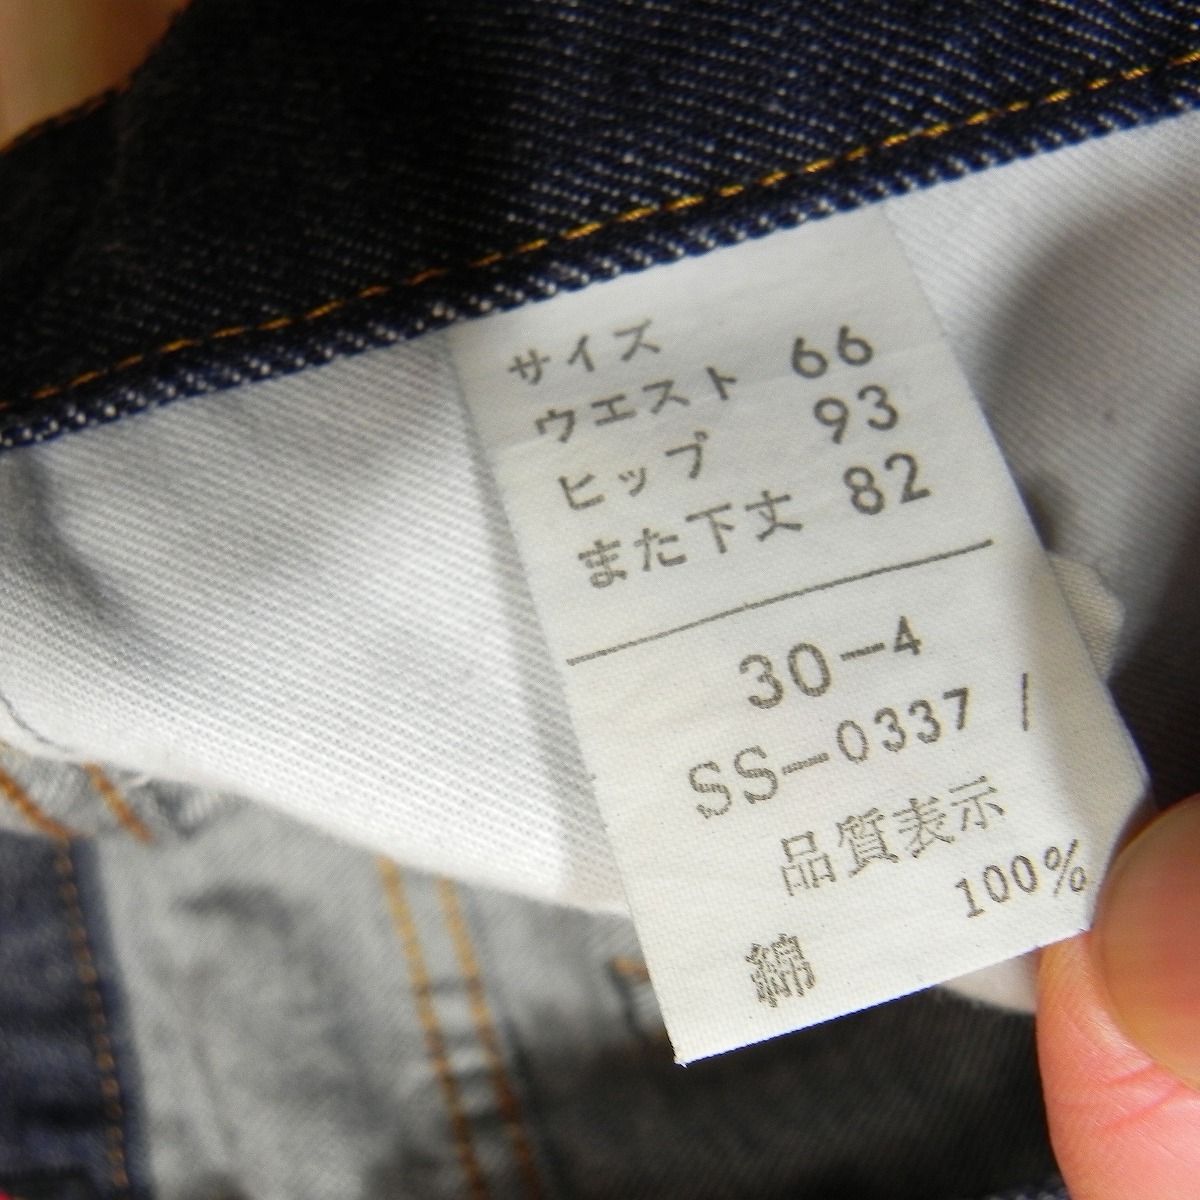 サイズ
ウエスト 66
ヒップ 93
また下丈 82
30-4
SS-0337 /
品質表示
綿 100%